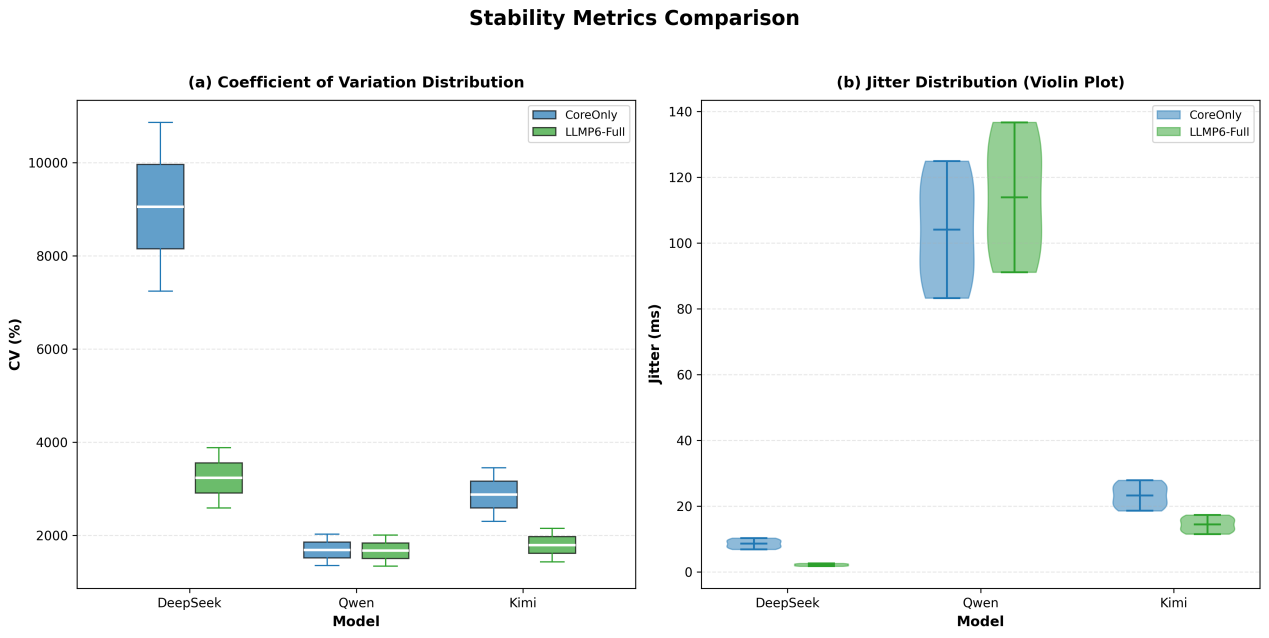 Stability Metrics Comparison
(a) Coefficient of Variation Distribution
CV (%)
10000
8000
6000
4000
2000
CoreOnly
LLMP6-Full
DeepSeek
Qwen
Kimi
Model
(b) Jitter Distribution (Violin Plot)
Jitter (ms)
140
120
100
80
60
40
20
0
CoreOnly
LLMP6-Full
DeepSeek
Qwen
Kimi
Model